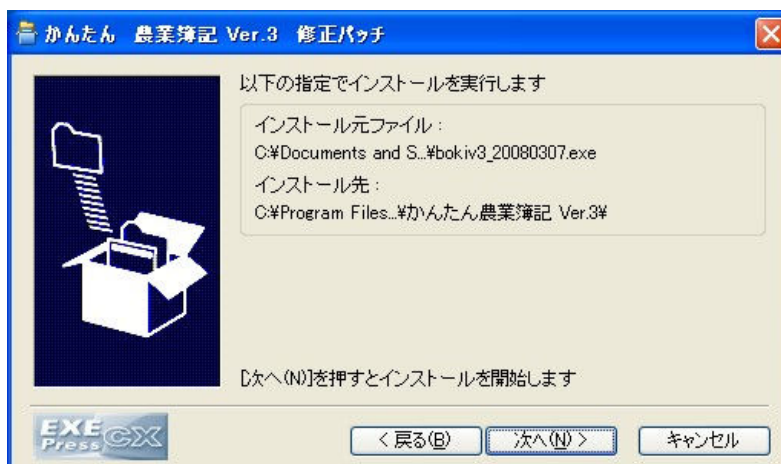 かんたん 農業簿記 Ver.3 修正パッチ
以下の指定でインストールを実行します
インストール元ファイル:
C:¥Documents and S...¥bokiv3_20080307.exe
インストール先:
C:¥Program Files...¥かんたん農業簿記 Ver.3¥
[次へ(N)]を押すとインストールを開始します
EXE
Press CX
< 戻る(B)
次へ(N) >
キャンセル